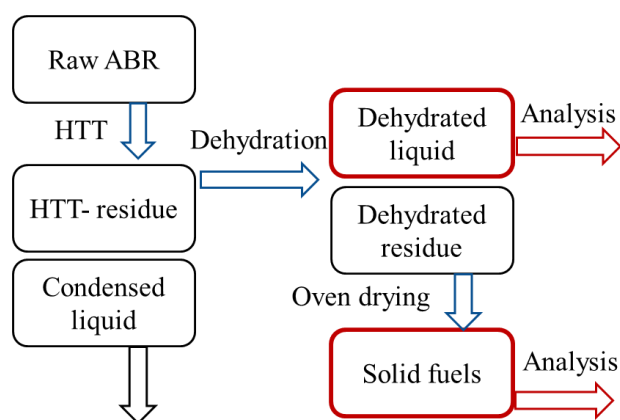 Raw ABR
HTT
HTT- residue
Condensed
liquid
Dehydration
Dehydrated
liquid
Analysis
Dehydrated
residue
Oven drying
Solid fuels
Analysis